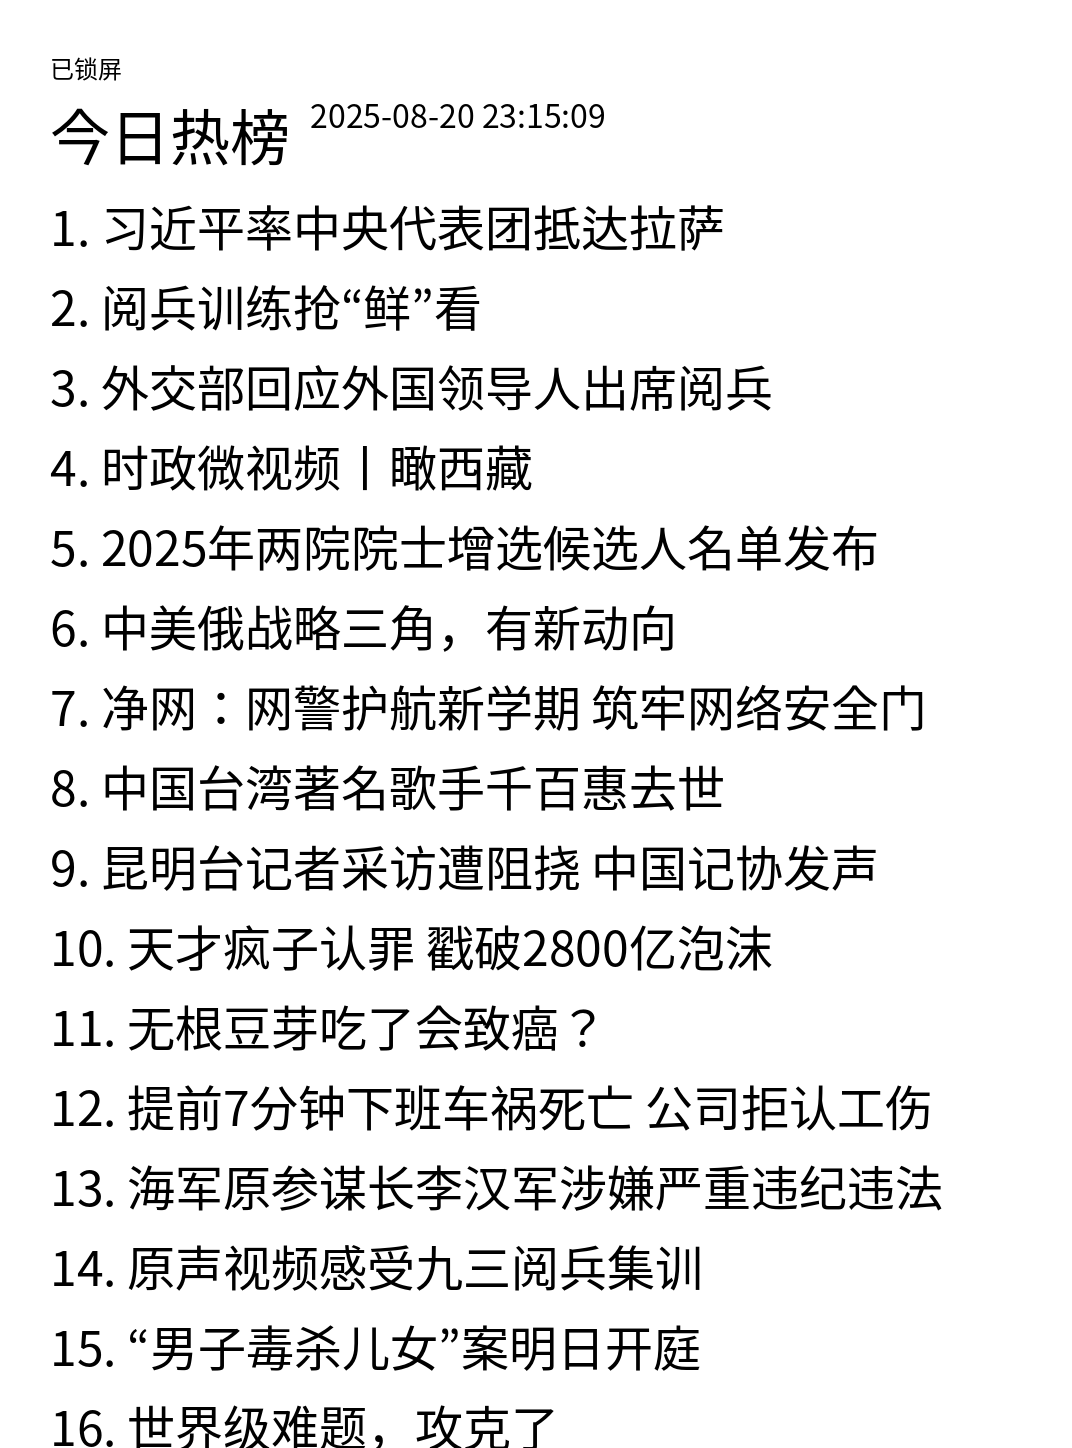 已锁屏
今日热榜 2025-08-20 23:15:09
1. 习近平率中央代表团抵达拉萨
2. 阅兵训练抢“鲜”看
3. 外交部回应外国领导人出席阅兵
4. 时政微视频丨瞰西藏
5. 2025年两院院士增选候选人名单发布
6. 中美俄战略三角，有新动向
7. 净网：网警护航新学期 筑牢网络安全门
8. 中国台湾著名歌手千百惠去世
9. 昆明台记者采访遭阻挠 中国记协发声
10. 天才疯子认罪 戳破2800亿泡沫
11. 无根豆芽吃了会致癌？
12. 提前7分钟下班车祸死亡 公司拒认工伤
13. 海军原参谋长李汉军涉嫌严重违纪违法
14. 原声视频感受九三阅兵集训
15. “男子毒杀儿女”案明日开庭
16. 世界级难题，攻克了